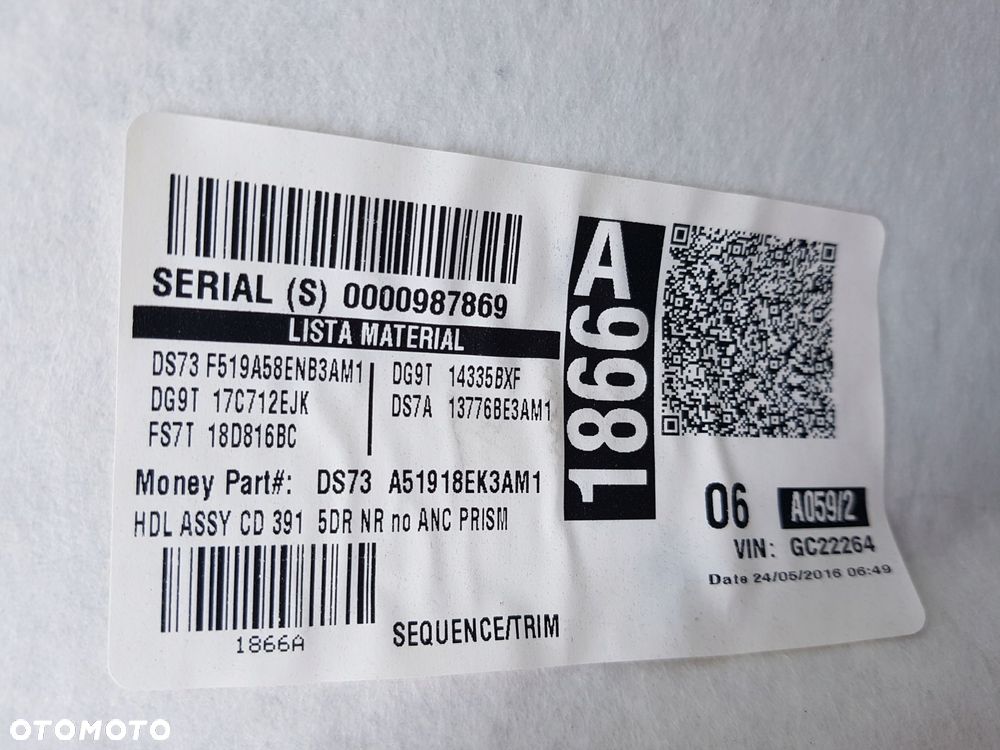 SERIAL (S) 0000987869
LISTA MATERIAL
DS73 F519A58ENB3AM1
DG9T 17C712EJK
FS7T 18D816BC
DG9T 14335BXF
DS7A 13776BE3AM1
Money Part#: DS73 A51918EK3AM1
HDL ASSY CD 391 5DR NR no ANC PRISM
1866A
SEQUENCE/TRIM
1866A
06 A059/2
VIN: GC22264
Date 24/05/2016 06:49
OTOMOTO